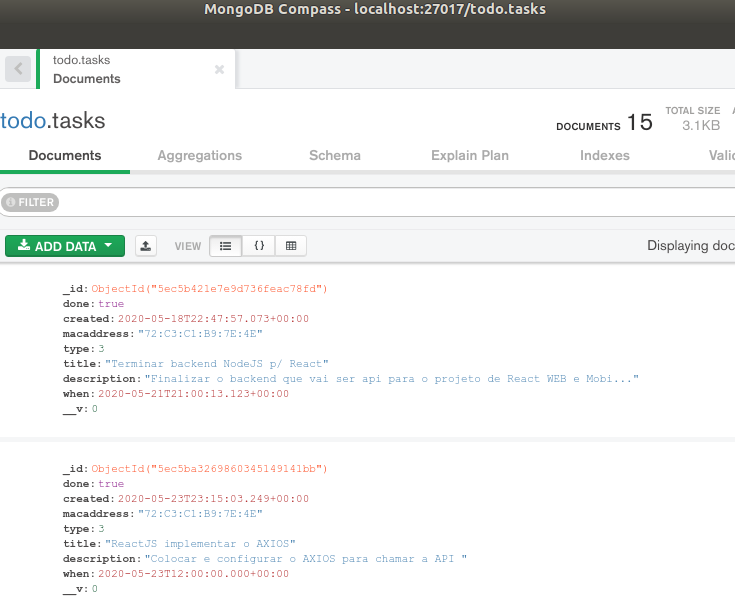 MongoDB Compass - localhost:27017/todo.tasks
todo.tasks
Documents
todo.tasks
DOCUMENTS 15
TOTAL SIZE
3.1KB
Documents Aggregations Schema Explain Plan Indexes Vali
FILTER
ADD DATA VIEW {} Displaying doc
_id:ObjectId("5ec5b421e7e9d736feac78fd")
done:true
created:2020-05-18T22:47:57.073+00:00
macaddress:"72:C3:C1:B9:7E:4E"
type:3
title:"Terminar backend NodeJS p/ React"
description:"Finalizar o backend que vai ser api para o projeto de React WEB e Mobi..."
when:2020-05-21T21:00:13.123+00:00
__v:0
_id:ObjectId("5ec5ba3269860345149141bb")
done:true
created:2020-05-23T23:15:03.249+00:00
macaddress:"72:C3:C1:B9:7E:4E"
type:3
title:"ReactJS implementar o AXIOS"
description:"Colocar e configurar o AXIOS para chamar a API "
when:2020-05-23T12:00:00.000+00:00
__v:0